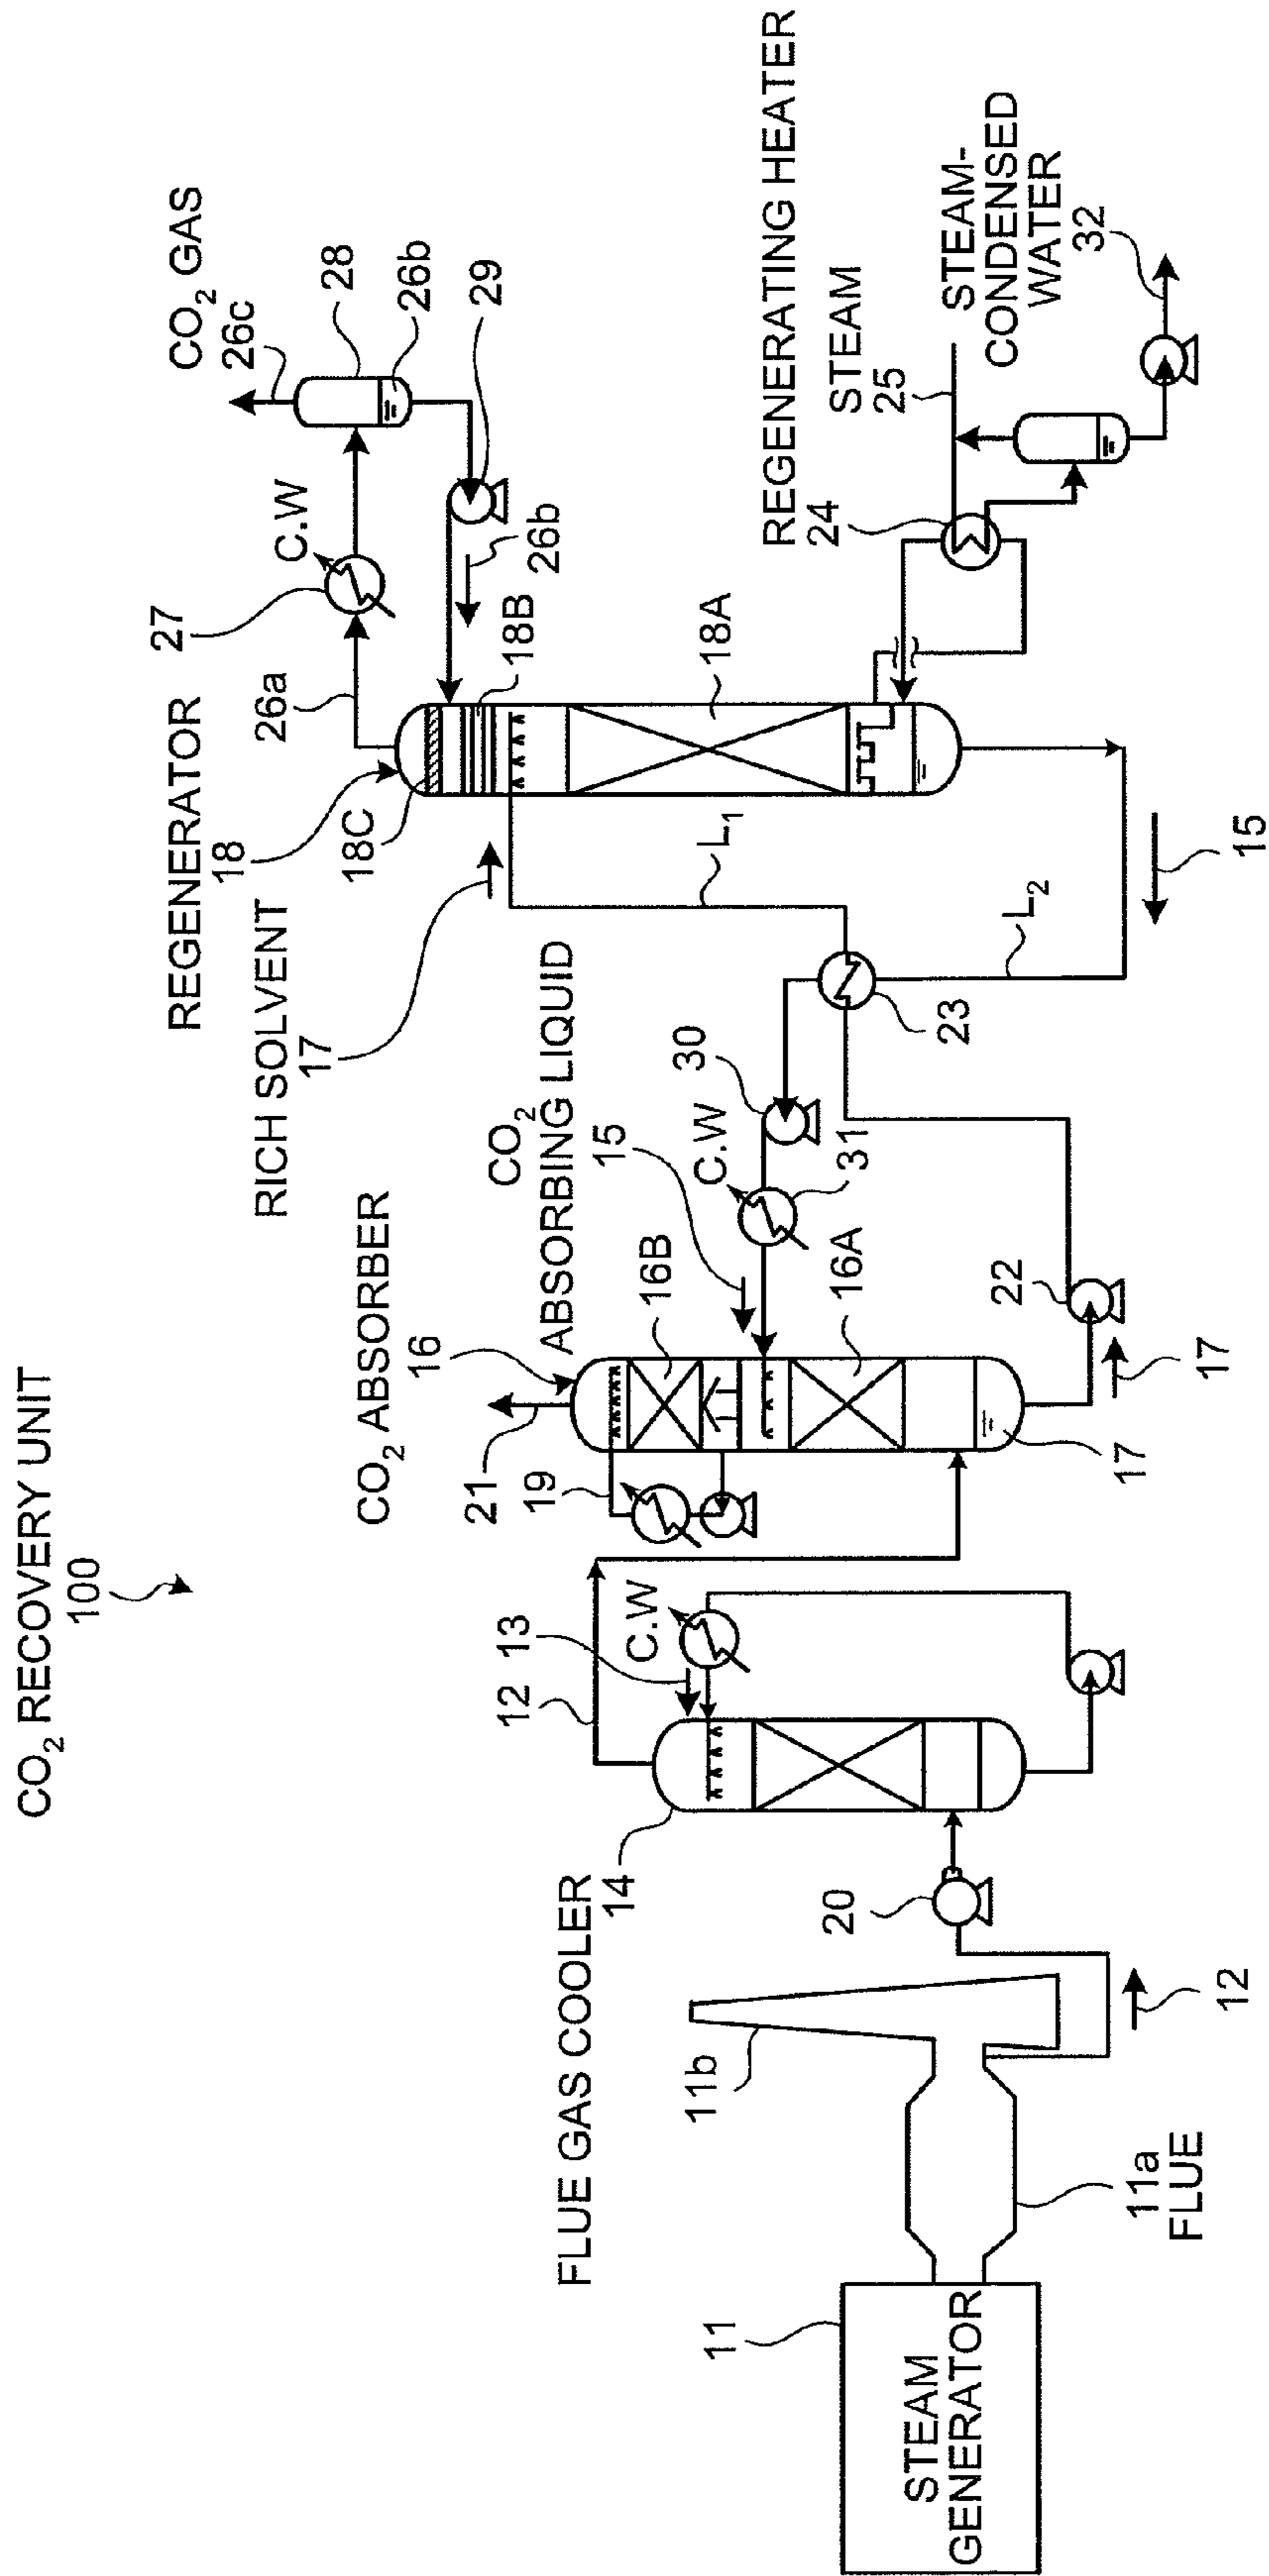 CO2 RECOVERY UNIT
100
REGENERATOR
18
26a
27
C.W
CO2 GAS
26c
28
26b
29
26b
18C
18B
18A
RICH SOLVENT
17
L1
L2
15
23
REGENERATING HEATER
24
STEAM
25
STEAM-
CONDENSED
WATER
32
CO2 ABSORBER
16
21
19
CO2
ABSORBING LIQUID
15
16B
16A
C.W
30
31
22
17
17
FLUE GAS COOLER
14
12
13
C.W
20
12
11b
11a
FLUE
11
STEAM
GENERATOR